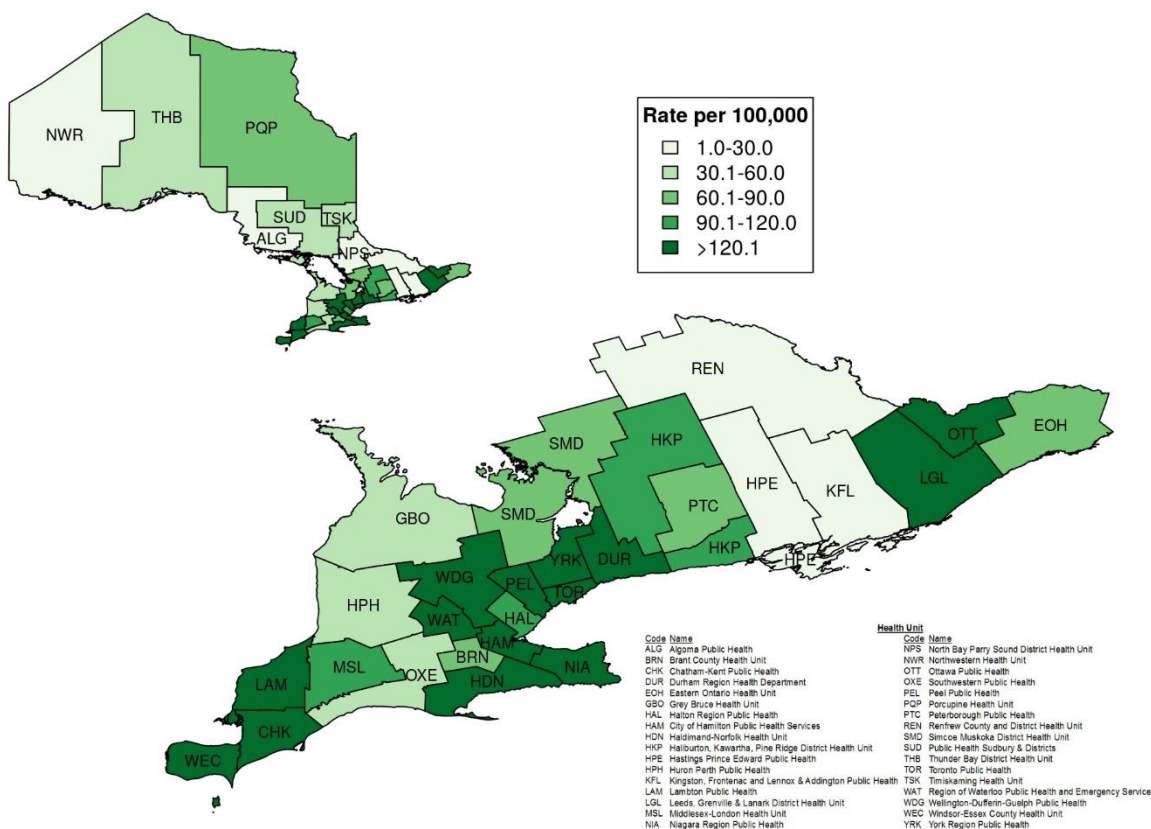 NWR
THB
PQP
SUD
TSK
ALG
NPS
Rate per 100,000
1.0-30.0
30.1-60.0
60.1-90.0
90.1-120.0
>120.1
REN
SMD
HKP
OTT
EOH
HPE
KFL
LGL
GBO
SMD
PTC
YRK
DUR
HKP
WDG
PEL
HPE
TOR
HPH
WAT
HAL
HAM
MSL
OXE
BRN
NIA
LAM
HDN
CHK
WEC
Health Unit
Code Name
ALG Algoma Public Health
BRN Brant County Health Unit
CHK Chatham-Kent Public Health
DUR Durham Region Health Department
EOH Eastern Ontario Health Unit
GBO Grey Bruce Health Unit
HAL Halton Region Public Health
HAM City of Hamilton Public Health Services
HDN Haldimand-Norfolk Health Unit
HKP Haliburton, Kawartha, Pine Ridge District Health Unit
HPE Hastings Prince Edward Public Health
HPH Huron Perth Public Health
KFL Kingston, Frontenac and Lennox & Addington Public Health
LAM Lambton Public Health
LGL Leeds, Grenville & Lanark District Health Unit
MSL Middlesex-London Health Unit
NIA Niagara Region Public Health
Code Name
NPS North Bay Parry Sound District Health Unit
NWR Northwestern Health Unit
OTT Ottawa Public Health
OXE Southwestern Public Health
PEL Peel Public Health
PQP Porcupine Health Unit
PTC Peterborough Public Health
REN Renfrew County and District Health Unit
SMD Simcoe Muskoka District Health Unit
SUD Public Health Sudbury & Districts
THB Thunder Bay District Health Unit
TOR Toronto Public Health
TSK Timiskaming Health Unit
WAT Region of Waterloo Public Health and Emergency Service
WDG Wellington-Dufferin-Guelph Public Health
WEC Windsor-Essex County Health Unit
YRK York Region Public Health